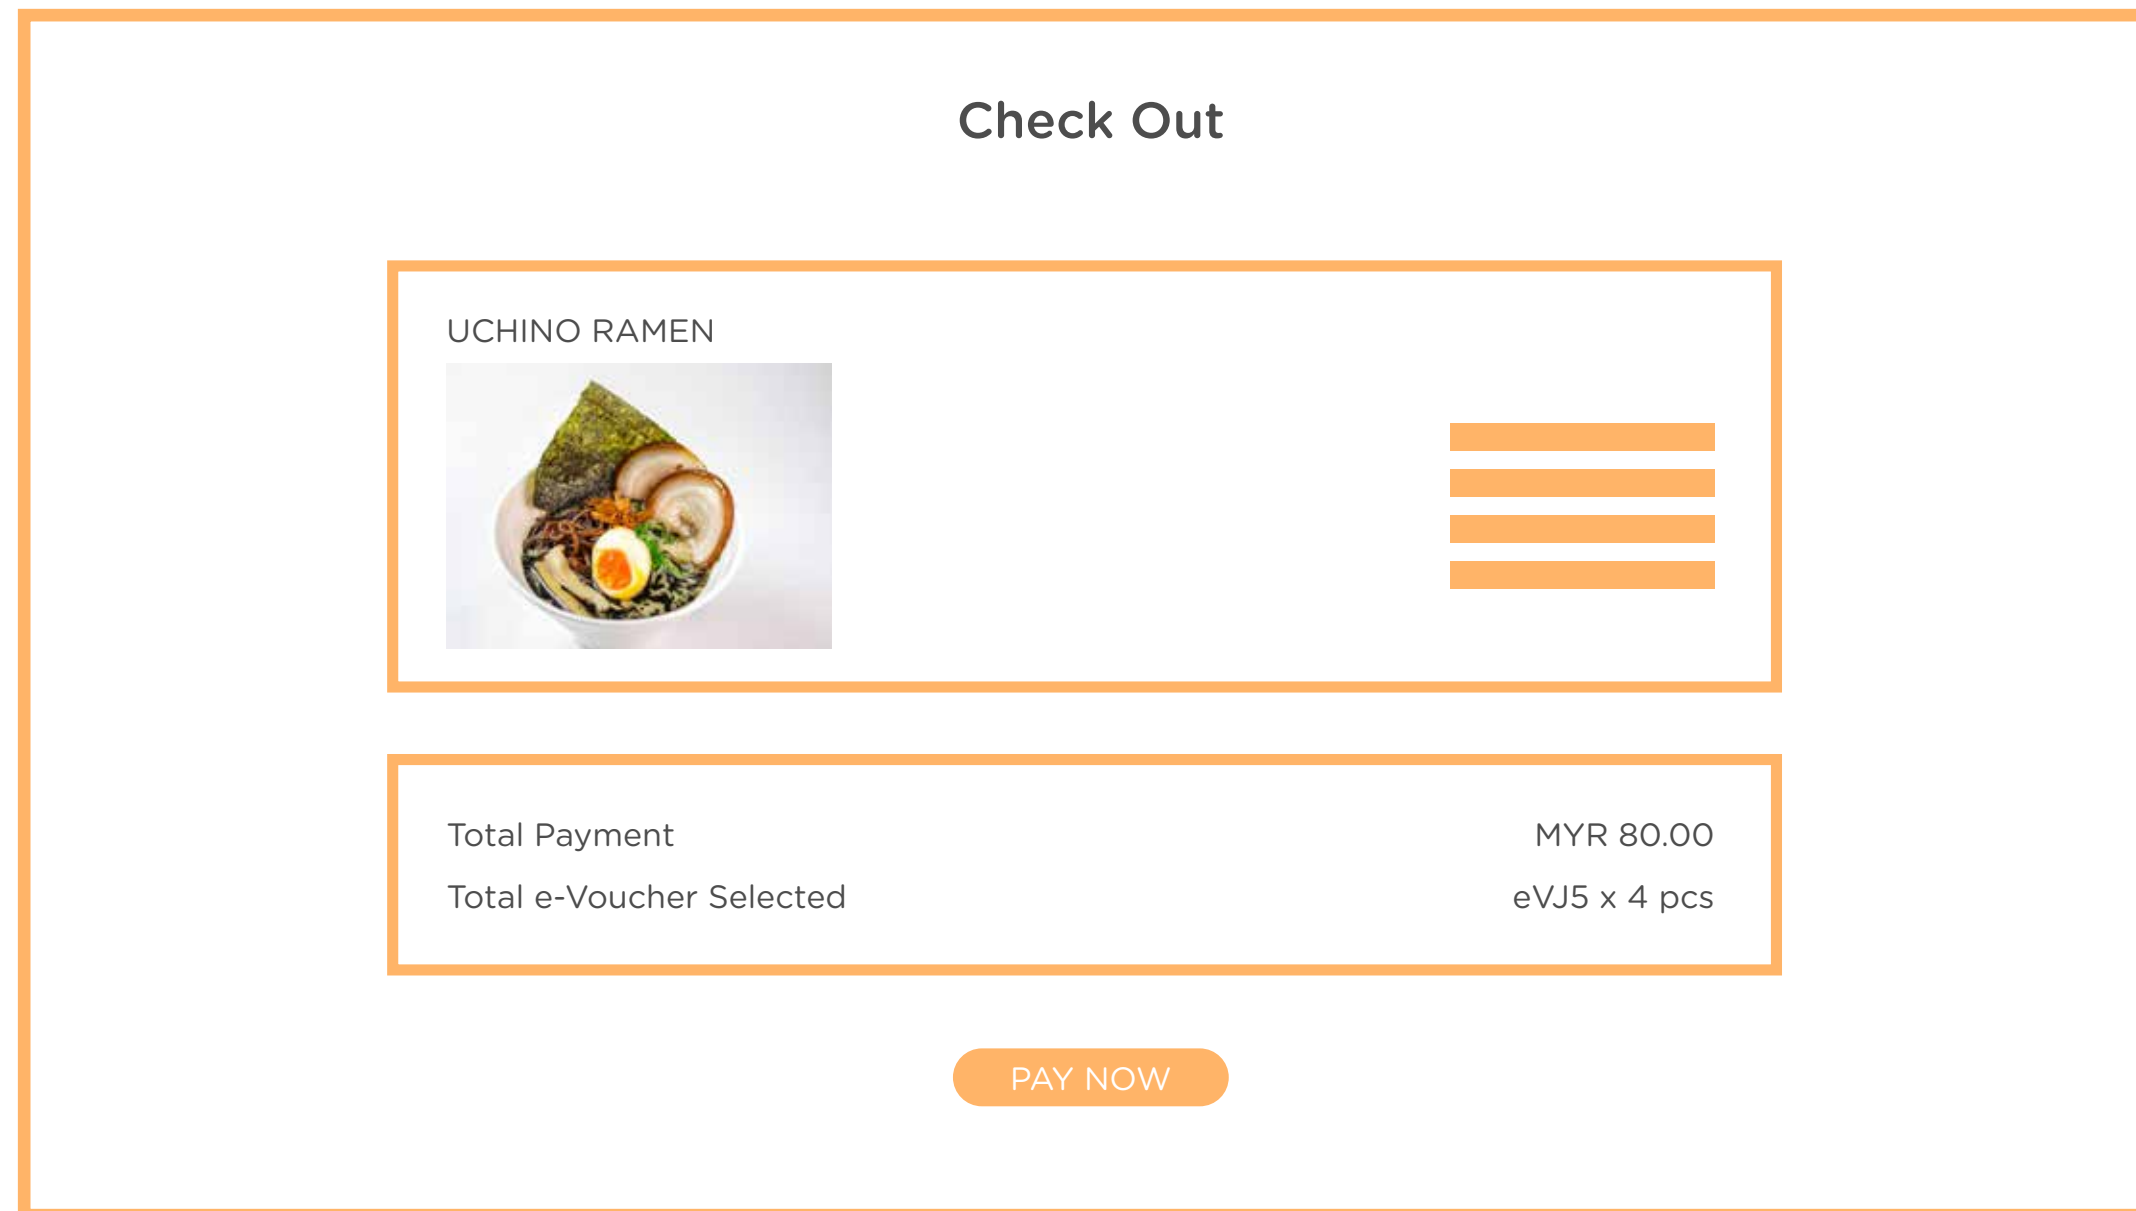 Check Out
UCHINO RAMEN
Total Payment MYR 80.00
Total e-Voucher Selected eVJ5 x 4 pcs
PAY NOW